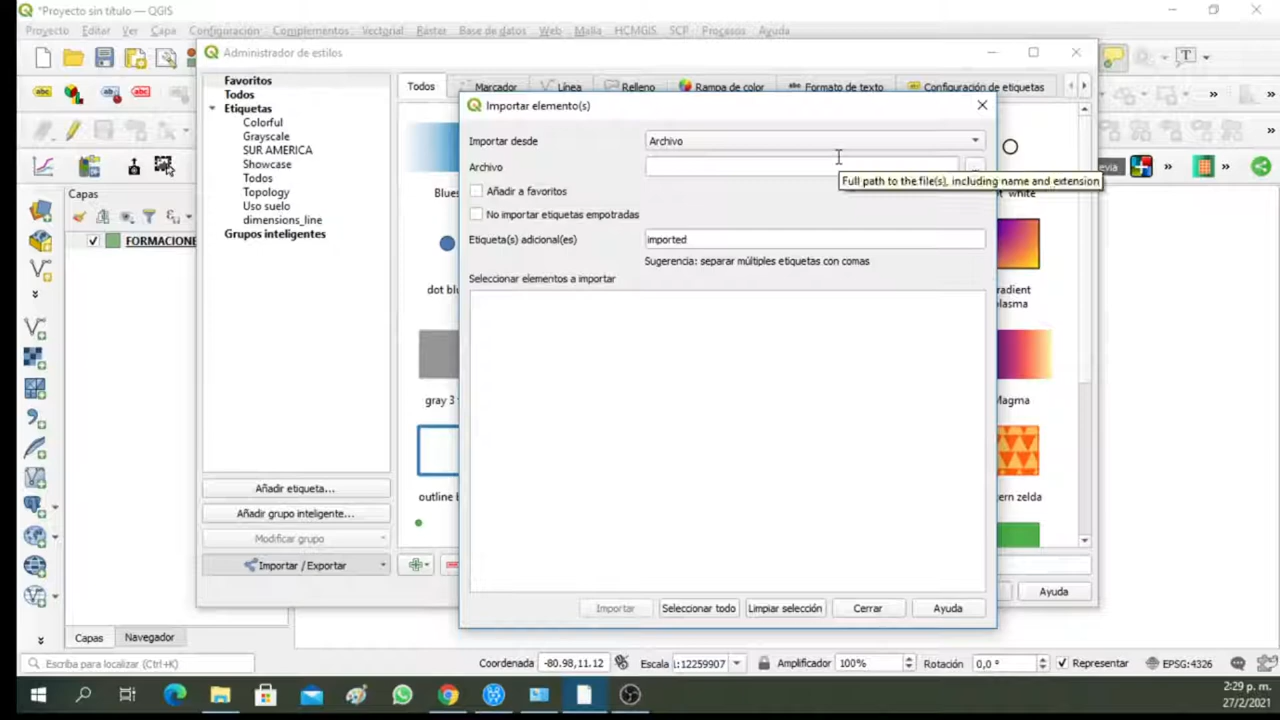 *Proyecto sin título — QGIS
Proyecto Editar Ver Capa Configuración Complementos Vectorial Ráster Base de datos Web Malla HCMGIS SCP Procesos Ayuda
Administrador de estilos
Favoritos
Todos
Etiquetas
Colorful
Grayscale
SUR AMERICA
Showcase
Todos
Topology
Uso suelo
dimensions_line
Grupos inteligentes
Todos Marcador Línea Relleno Rampa de color Formato de texto Configuración de etiquetas
Importar elemento(s)
Importar desde Archivo
Archivo
Full path to the file(s), including name and extension
Añadir a favoritos
No importar etiquetas empotradas
Etiqueta(s) adicional(es) imported
Sugerencia: separar múltiples etiquetas con comas
Seleccionar elementos a importar
Importar Seleccionar todo Limpiar selección Cerrar Ayuda
Capas
FORMACIONE
Blues
dot blu
gray 3
outline b
white
radient
plasma
Magma
ern zelda
Añadir etiqueta...
Añadir grupo inteligente...
Modificar grupo
Importar / Exportar
Ayuda
Capas Navegador
Escriba para localizar (Ctrl+K)
Coordenada -80.98,11.12 Escala 1:12259907 Amplificador 100% Rotación 0,0 ° Representar EPSG:4326
2:29 p. m.
27/2/2021